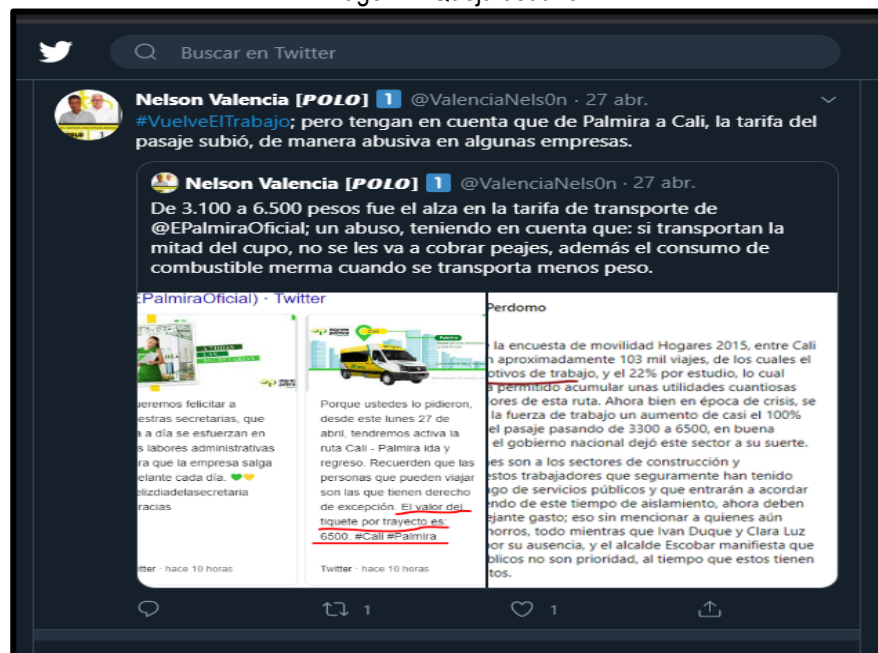 Buscar en Twitter
Nelson Valencia [POLO] 1 @ValenciaNels0n · 27 abr.
#VuelveElTrabajo; pero tengan en cuenta que de Palmira a Cali, la tarifa del
pasaje subió, de manera abusiva en algunas empresas.
Nelson Valencia [POLO] 1 @ValenciaNels0n · 27 abr.
De 3.100 a 6.500 pesos fue el alza en la tarifa de transporte de
@EPalmiraOficial; un abuso, teniendo en cuenta que: si transportan la
mitad del cupo, no se les va a cobrar peajes, además el consumo de
combustible merma cuando se transporta menos peso.
EPalmiraOficial) · Twitter
ueremos felicitar a
estras secretarias, que
a a día se esfuerzan en
s labores administrativas
ra que la empresa salga
elante cada día. 💚💛
elizdiadelasecretaria
racias
itter · hace 10 horas
Porque ustedes lo pidieron,
desde este lunes 27 de
abril, tendremos activa la
ruta Cali - Palmira ida y
regreso. Recuerden que las
personas que pueden viajar
son las que tienen derecho
de excepción. El valor del
tiquete por trayecto es:
6500. #Cali #Palmira
Twitter · hace 10 horas
Perdomo
la encuesta de movilidad Hogares 2015, entre Cali
n aproximadamente 103 mil viajes, de los cuales el
otivos de trabajo, y el 22% por estudio, lo cual
a permitido acumular unas utilidades cuantiosas
ores de esta ruta. Ahora bien en época de crisis, se
la fuerza de trabajo un aumento de casi el 100%
el pasaje pasando de 3300 a 6500, en buena
el gobierno nacional dejó este sector a su suerte.
es son a los sectores de construcción y
estos trabajadores que seguramente han tenido
ago de servicios públicos y que entrarán a acordar
endo de este tiempo de aislamiento, ahora deben
ejante gasto; eso sin mencionar a quienes aún
horros, todo mientras que Ivan Duque y Clara Luz
or su ausencia, y el alcalde Escobar manifiesta que
blicos no son prioridad, al tiempo que estos tienen
tos.
1
1